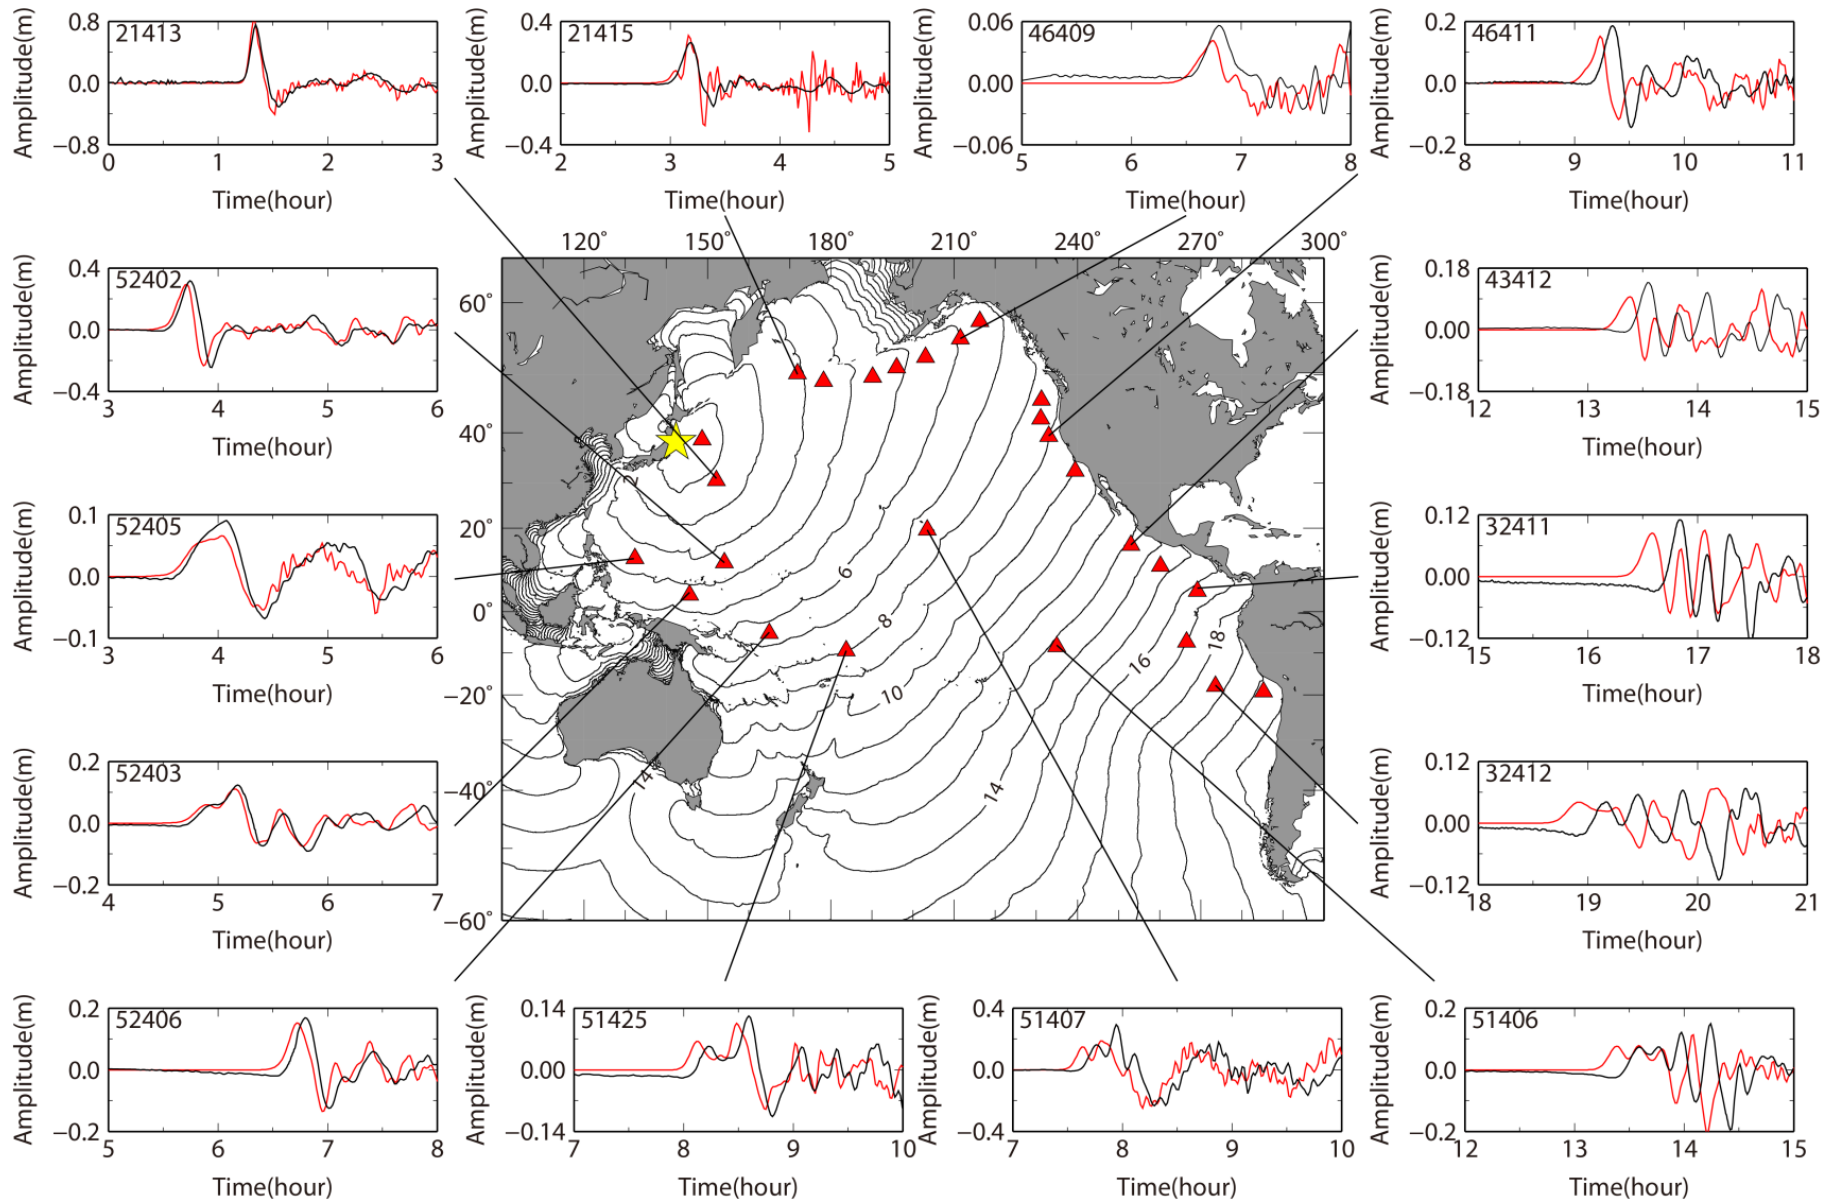 21413
Amplitude(m)
0.8
0.0
−0.8
0 1 2 3
Time(hour)
21415
Amplitude(m)
0.4
0.0
−0.4
2 3 4 5
Time(hour)
46409
Amplitude(m)
0.06
0.00
−0.06
5 6 7 8
Time(hour)
46411
Amplitude(m)
0.2
0.0
−0.2
8 9 10 11
Time(hour)
52402
Amplitude(m)
0.4
0.0
−0.4
3 4 5 6
Time(hour)
120° 150° 180° 210° 240° 270° 300°
60°
40°
20°
0°
−20°
−40°
−60°
2
6
8
10
14
14
16
18
43412
Amplitude(m)
0.18
0.00
−0.18
12 13 14 15
Time(hour)
52405
Amplitude(m)
0.1
0.0
−0.1
3 4 5 6
Time(hour)
32411
Amplitude(m)
0.12
0.00
−0.12
15 16 17 18
Time(hour)
52403
Amplitude(m)
0.2
0.0
−0.2
4 5 6 7
Time(hour)
32412
Amplitude(m)
0.12
0.00
−0.12
18 19 20 21
Time(hour)
52406
Amplitude(m)
0.2
0.0
−0.2
5 6 7 8
Time(hour)
51425
Amplitude(m)
0.14
0.00
−0.14
7 8 9 10
Time(hour)
51407
Amplitude(m)
0.4
0.0
−0.4
7 8 9 10
Time(hour)
51406
Amplitude(m)
0.2
0.0
−0.2
12 13 14 15
Time(hour)